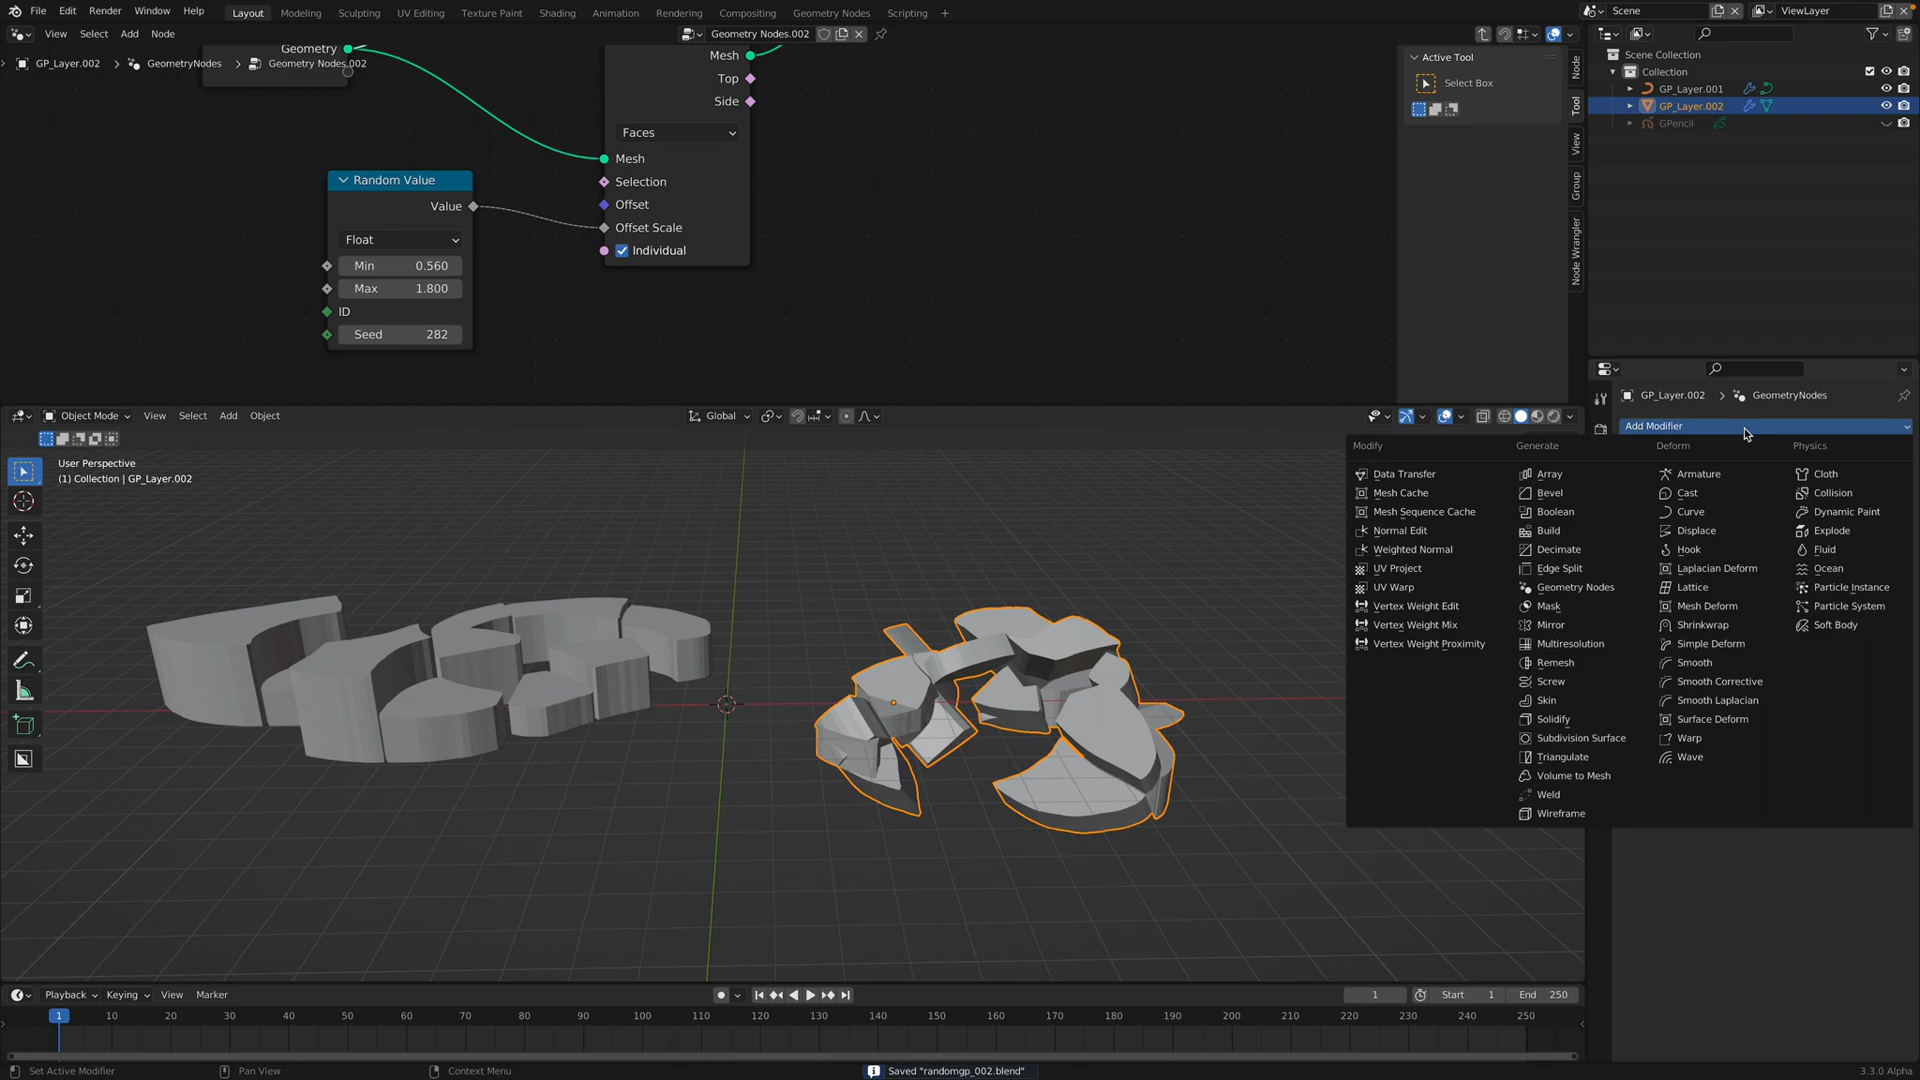 File Edit Render Window Help Layout Modeling Sculpting UV Editing Texture Paint Shading Animation Rendering Compositing Geometry Nodes Scripting + Scene ViewLayer
View Select Add Node Geometry Nodes.002
GP_Layer.002 > GeometryNodes > Geometry Nodes.002
Geometry
Random Value
Value
Float
Min 0.560
Max 1.800
ID
Seed 282
Mesh
Top
Side
Faces
Mesh
Selection
Offset
Offset Scale
Individual
Active Tool
Select Box
Node
Tool
View
Group
Node Wrangler
Scene Collection
Collection
GP_Layer.001
GP_Layer.002
GPencil
GP_Layer.002 > GeometryNodes
Add Modifier
Object Mode View Select Add Object Global
User Perspective
(1) Collection | GP_Layer.002
Modify
Data Transfer
Mesh Cache
Mesh Sequence Cache
Normal Edit
Weighted Normal
UV Project
UV Warp
Vertex Weight Edit
Vertex Weight Mix
Vertex Weight Proximity
Generate
Array
Bevel
Boolean
Build
Decimate
Edge Split
Geometry Nodes
Mask
Mirror
Multiresolution
Remesh
Screw
Skin
Solidify
Subdivision Surface
Triangulate
Volume to Mesh
Weld
Wireframe
Deform
Armature
Cast
Curve
Displace
Hook
Laplacian Deform
Lattice
Mesh Deform
Shrinkwrap
Simple Deform
Smooth
Smooth Corrective
Smooth Laplacian
Surface Deform
Warp
Wave
Physics
Cloth
Collision
Dynamic Paint
Explode
Fluid
Ocean
Particle Instance
Particle System
Soft Body
Playback Keying View Marker 1 Start 1 End 250
1 10 20 30 40 50 60 70 80 90 100 110 120 130 140 150 160 170 180 190 200 210 220 230 240 250
Set Active Modifier Pan View Context Menu Saved "randomgp_002.blend" 3.3.0 Alpha